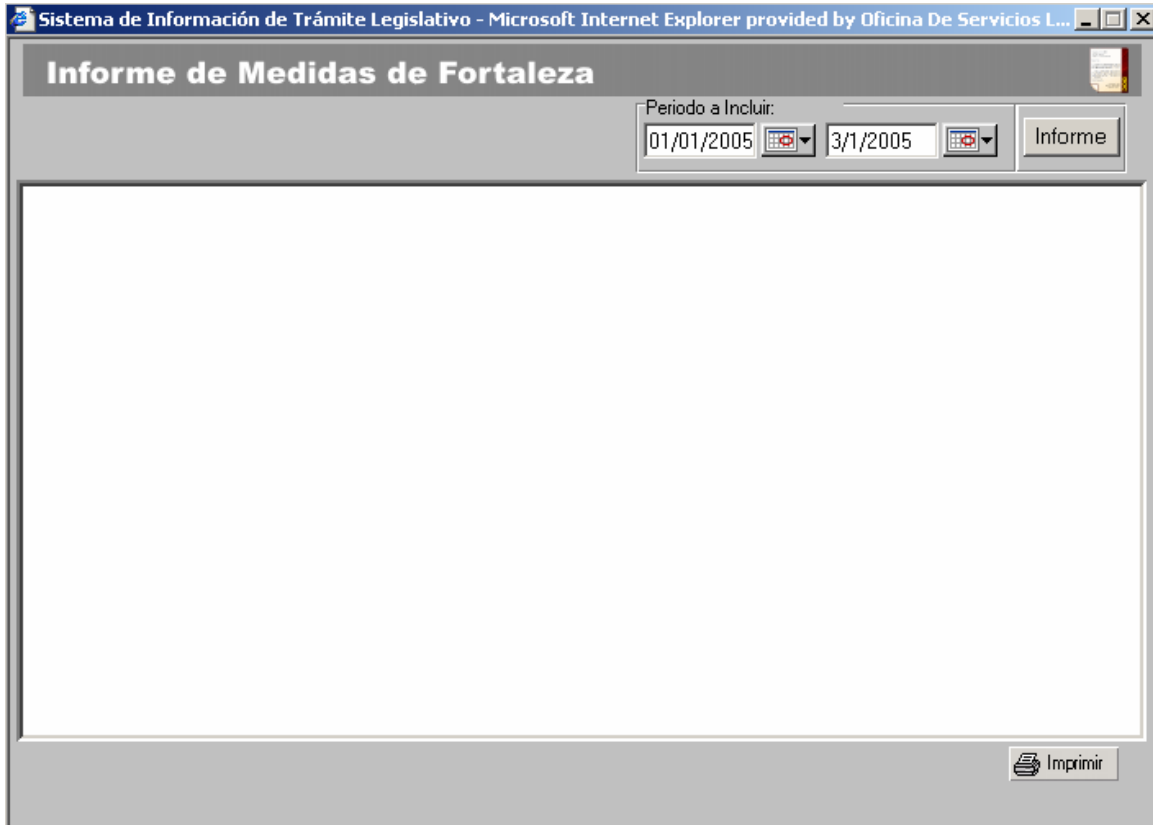 Sistema de Información de Trámite Legislativo - Microsoft Internet Explorer provided by Oficina De Servicios L...
Informe de Medidas de Fortaleza
Periodo a Incluir:
01/01/2005 3/1/2005 Informe
Imprimir